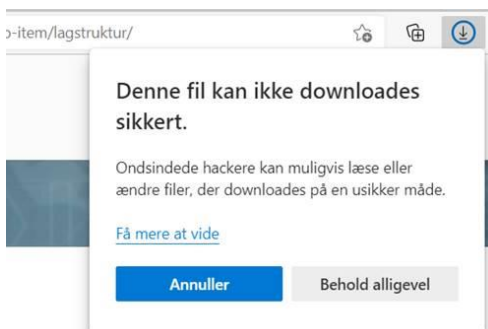 -item/lagstruktur/
Denne fil kan ikke downloades
sikkert.
Ondsindede hackere kan muligvis læse eller
ændre filer, der downloades på en usikker måde.
Få mere at vide
Annuller
Behold alligevel